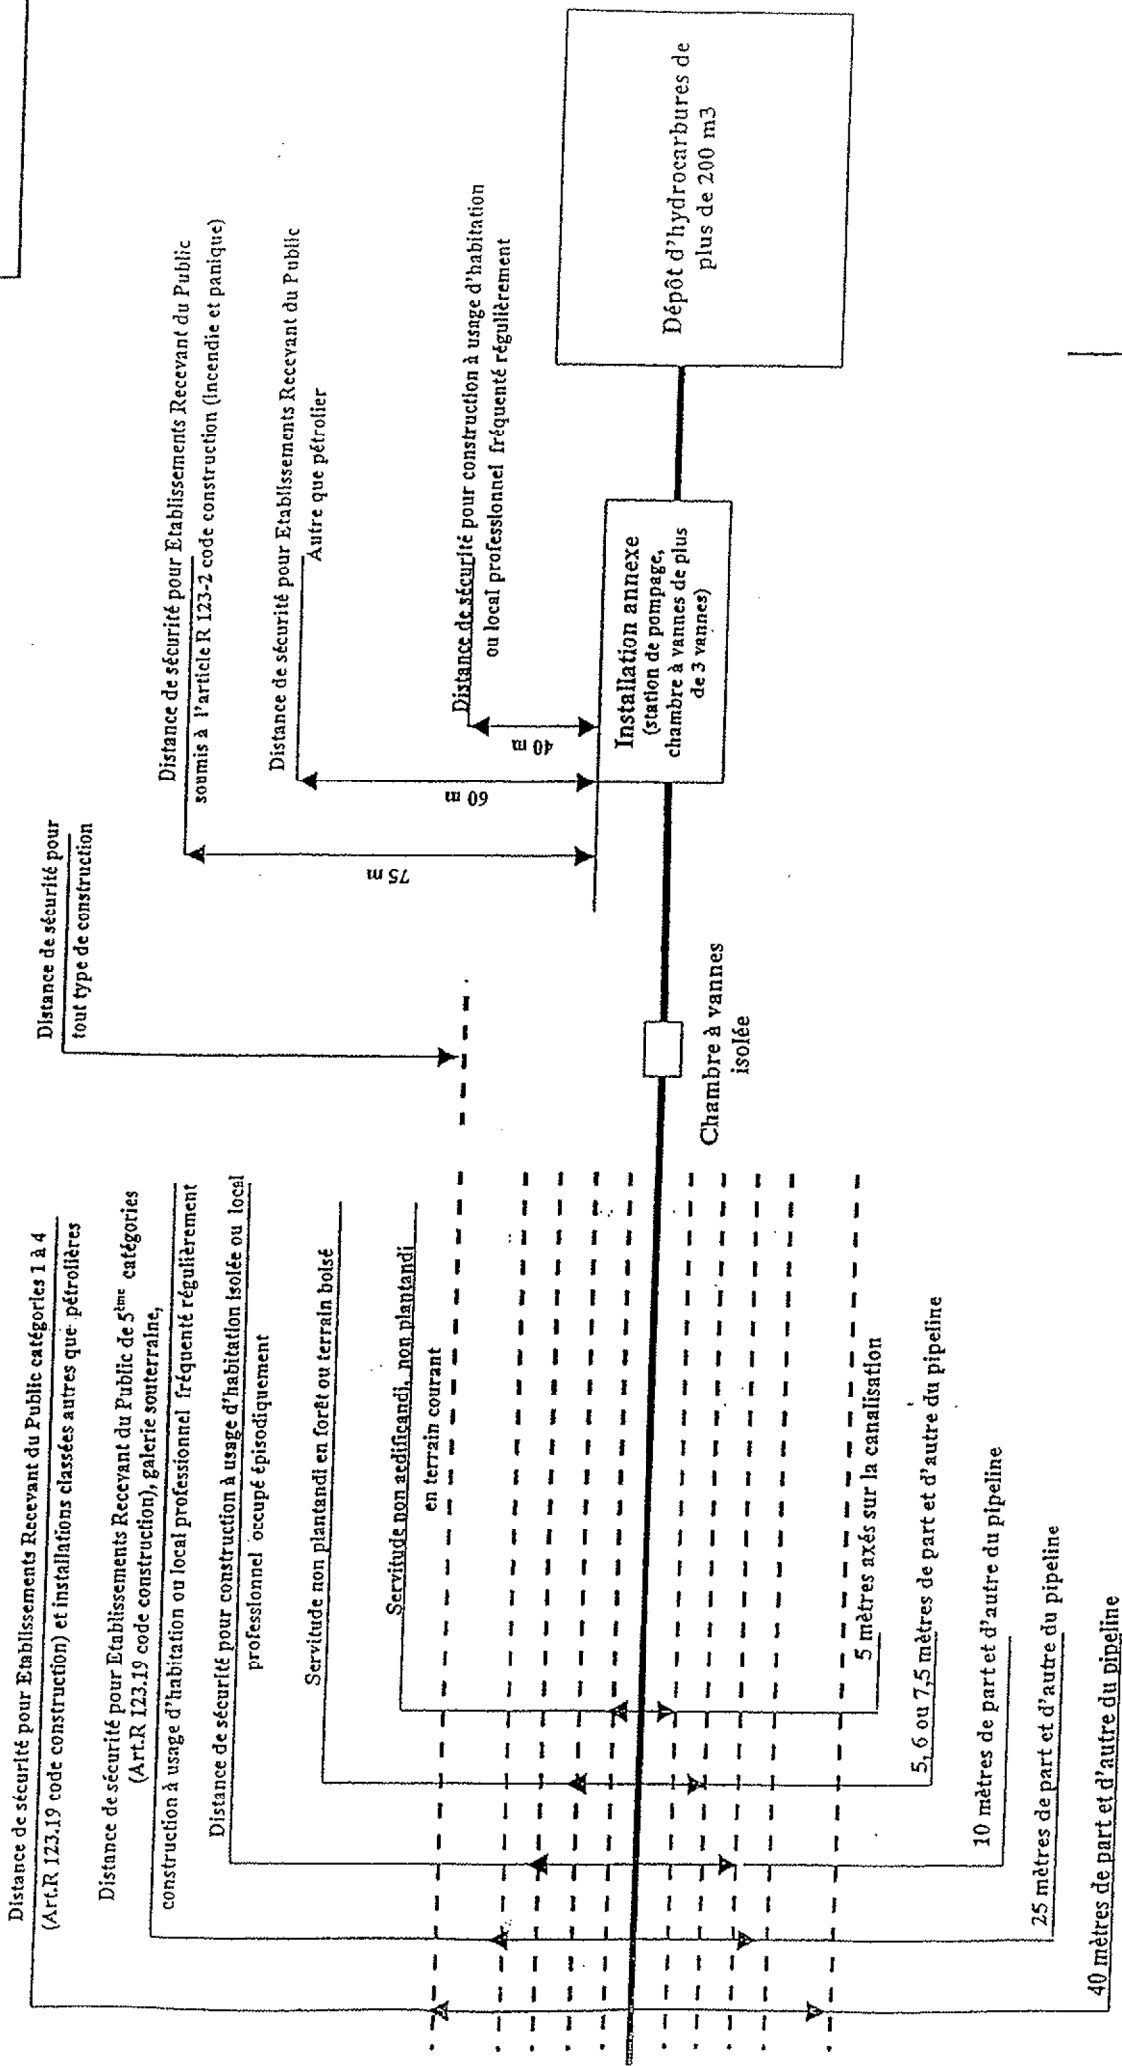 Distance de sécurité pour Etablissements Recevant du Public catégories 1 à 4
(Art.R 123.19 code construction) et installations classées autres que pétrolières
Distance de sécurité pour Etablissements Recevant du Public de 5ème catégories
(Art.R 123.19 code construction), galerie souterraine,
construction à usage d'habitation ou local professionnel fréquenté régulièrement
Distance de sécurité pour construction à usage d'habitation isolée ou local
professionnel occupé épisodiquement
Servitude non plantandi en forêt ou terrain boisé
Servitude non aedificandi, non plantandi
en terrain courant
5 mètres axés sur la canalisation
5, 6 ou 7,5 mètres de part et d'autre du pipeline
10 mètres de part et d'autre du pipeline
25 mètres de part et d'autre du pipeline
40 mètres de part et d'autre du pipeline
Distance de sécurité pour
tout type de construction
Chambre à vannes
isolée
Distance de sécurité pour Etablissements Recevant du Public
soumis à l'article R 123-2 code construction (incendie et panique)
75 m
Distance de sécurité pour Etablissements Recevant du Public
Autre que pétrolier
60 m
Distance de sécurité pour construction à usage d'habitation
ou local professionnel fréquenté régulièrement
40 m
Installation annexe
(station de pompage,
chambre à vannes de plus
de 3 vannes)
Dépôt d'hydrocarbures de
plus de 200 m3